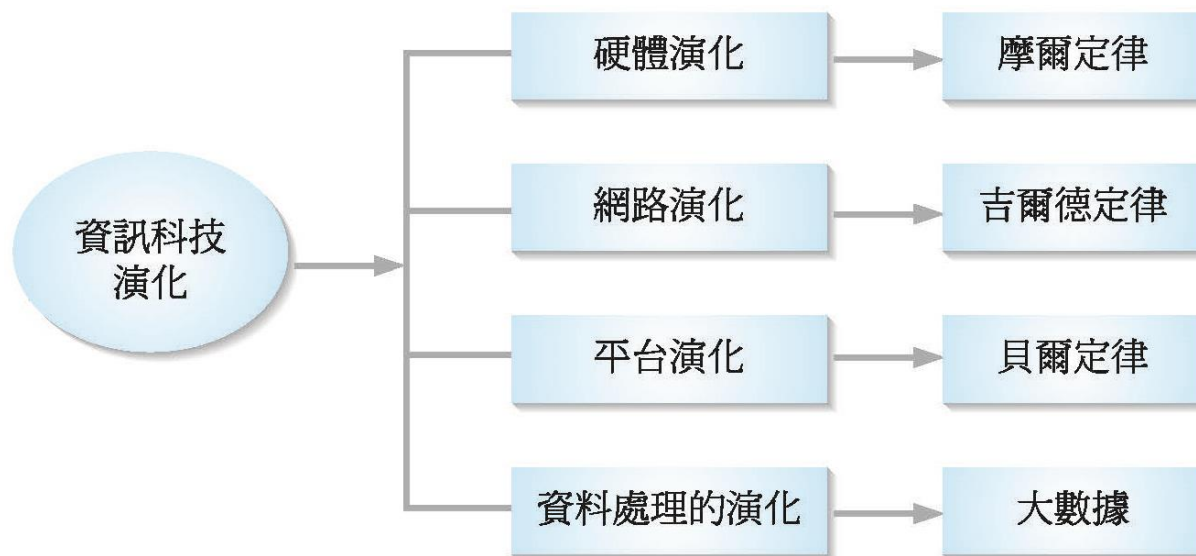 資訊科技
演化
硬體演化
摩爾定律
網路演化
吉爾德定律
平台演化
貝爾定律
資料處理的演化
大數據